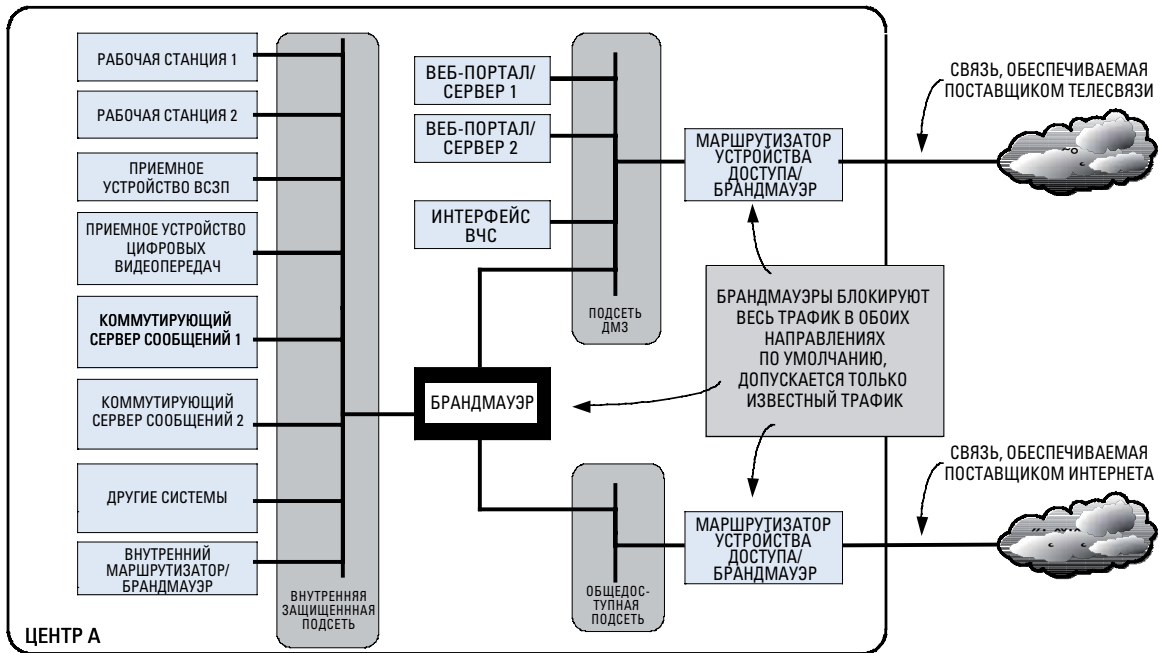 РАБОЧАЯ СТАНЦИЯ 1
РАБОЧАЯ СТАНЦИЯ 2
ПРИЕМНОЕ
УСТРОЙСТВО ВСЗП
ПРИЕМНОЕ УСТРОЙСТВО
ЦИФРОВЫХ
ВИДЕОПЕРЕДАЧ
КОММУТИРУЮЩИЙ
СЕРВЕР СООБЩЕНИЙ 1
КОММУТИРУЮЩИЙ
СЕРВЕР СООБЩЕНИЙ 2
ДРУГИЕ СИСТЕМЫ
ВНУТРЕННИЙ
МАРШРУТИЗАТОР/
БРАНДМАУЭР
ВНУТРЕННЯЯ
ЗАЩИЩЕНННАЯ
ПОДСЕТЬ
ЦЕНТР А
ВЕБ-ПОРТАЛ/
СЕРВЕР 1
ВЕБ-ПОРТАЛ/
СЕРВЕР 2
ИНТЕРФЕЙС
ВЧС
БРАНДМАУЭР
ПОДСЕТЬ
ДМЗ
ОБЩЕДОС-
ТУПНАЯ
ПОДСЕТЬ
МАРШРУТИЗАТОР
УСТРОЙСТВА
ДОСТУПА/
БРАНДМАУЭР
БРАНДМАУЭРЫ БЛОКИРУЮТ
ВЕСЬ ТРАФИК В ОБОИХ
НАПРАВЛЕНИЯХ
ПО УМОЛЧАНИЮ,
ДОПУСКАЕТСЯ ТОЛЬКО
ИЗВЕСТНЫЙ ТРАФИК
МАРШРУТИЗАТОР
УСТРОЙСТВА
ДОСТУПА/
БРАНДМАУЭР
СВЯЗЬ, ОБЕСПЕЧИВАЕМАЯ
ПОСТАВЩИКОМ ТЕЛЕСВЯЗИ
СВЯЗЬ, ОБЕСПЕЧИВАЕМАЯ
ПОСТАВЩИКОМ ИНТЕРНЕТА